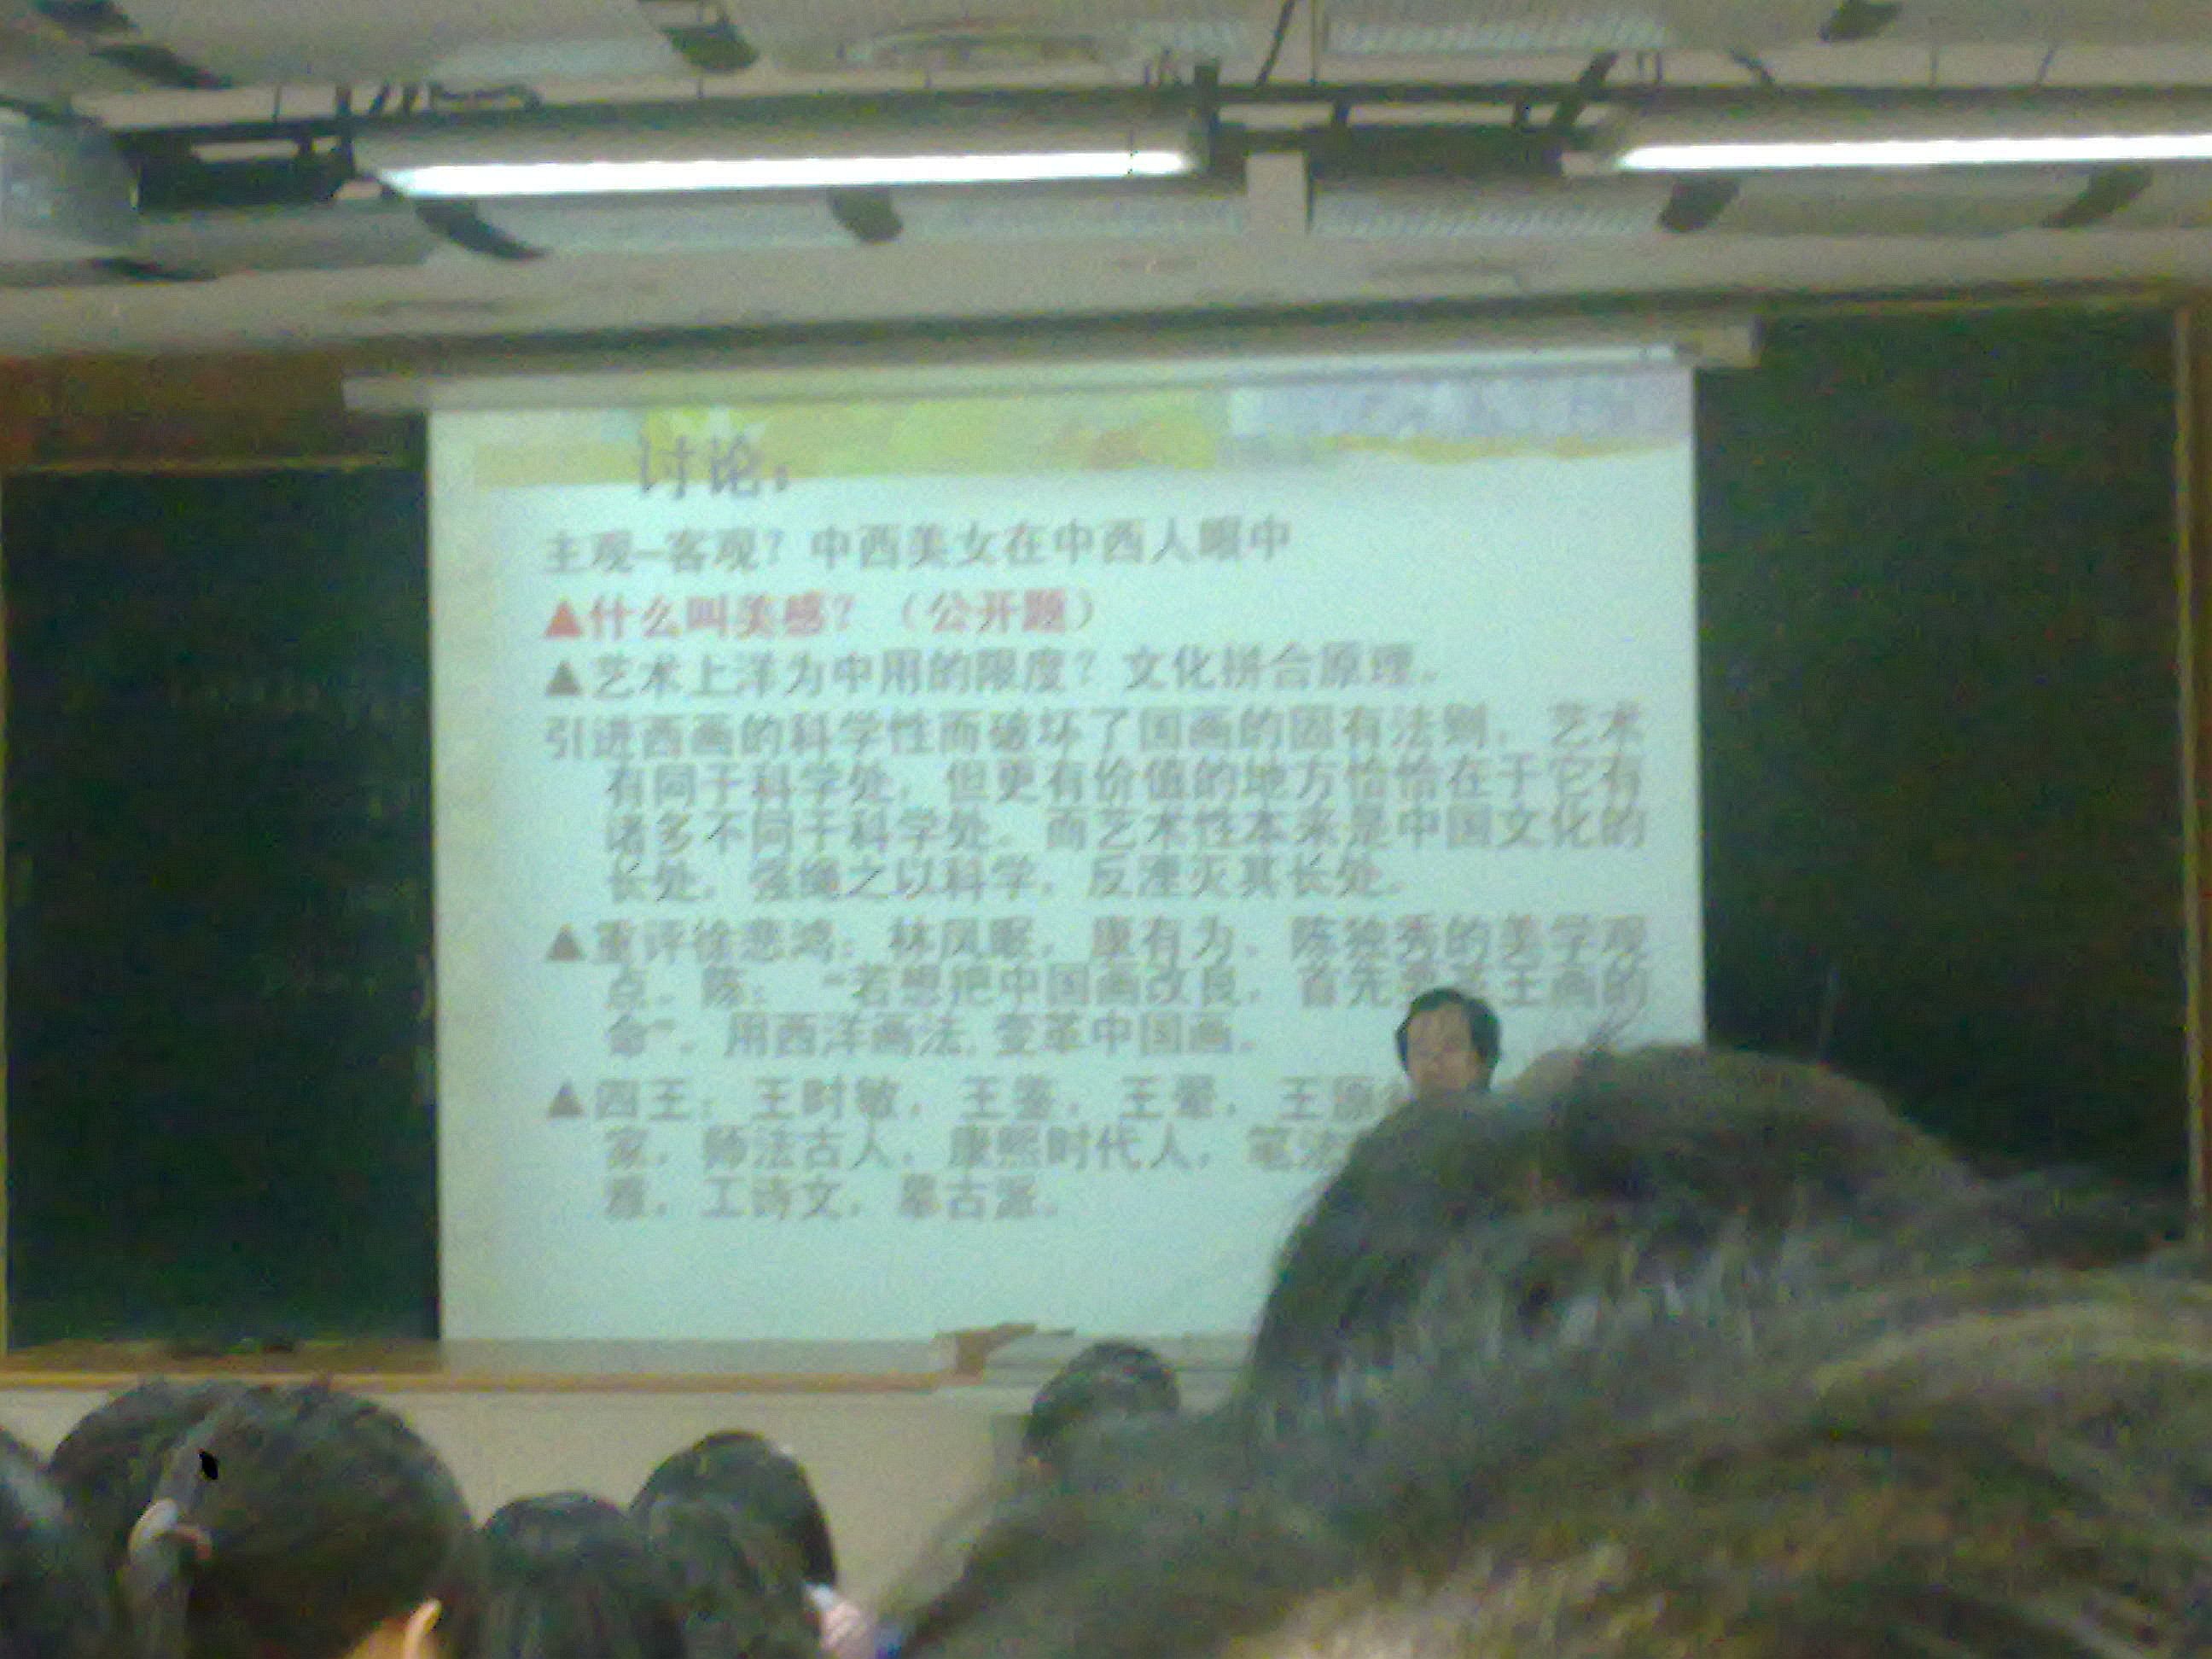 讨论:
主观–客观? 中西美女在中西人眼中
▲什么叫美感? (公开题)
▲艺术上洋为中用的限度? 文化拼合原理。
引进西画的科学性而破坏了国画的固有法则。艺术
有同于科学处,但更有价值的地方恰恰在于它有
诸多不同于科学处。而艺术性本来是中国文化的
长处,强绳之以科学,反湮灭其长处。
▲重评徐悲鸿,林风眠,康有为,陈独秀的美学观
点。陈: “若想把中国画改良,首先 王画的
命”。用西洋画法,变革中国画。
▲四王: 王时敏,王鉴,王翚,王原
家,师法古人,康熙时代人,笔法
雅,工诗文,摹古派。